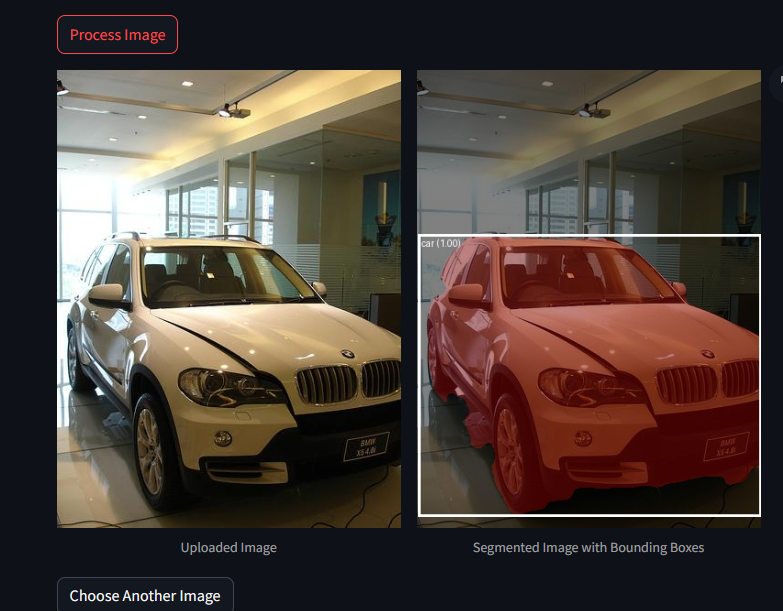 Process Image
BMW
X5 4.8i
car (1.00)
BMW
X5 4.8i
Uploaded Image
Segmented Image with Bounding Boxes
Choose Another Image